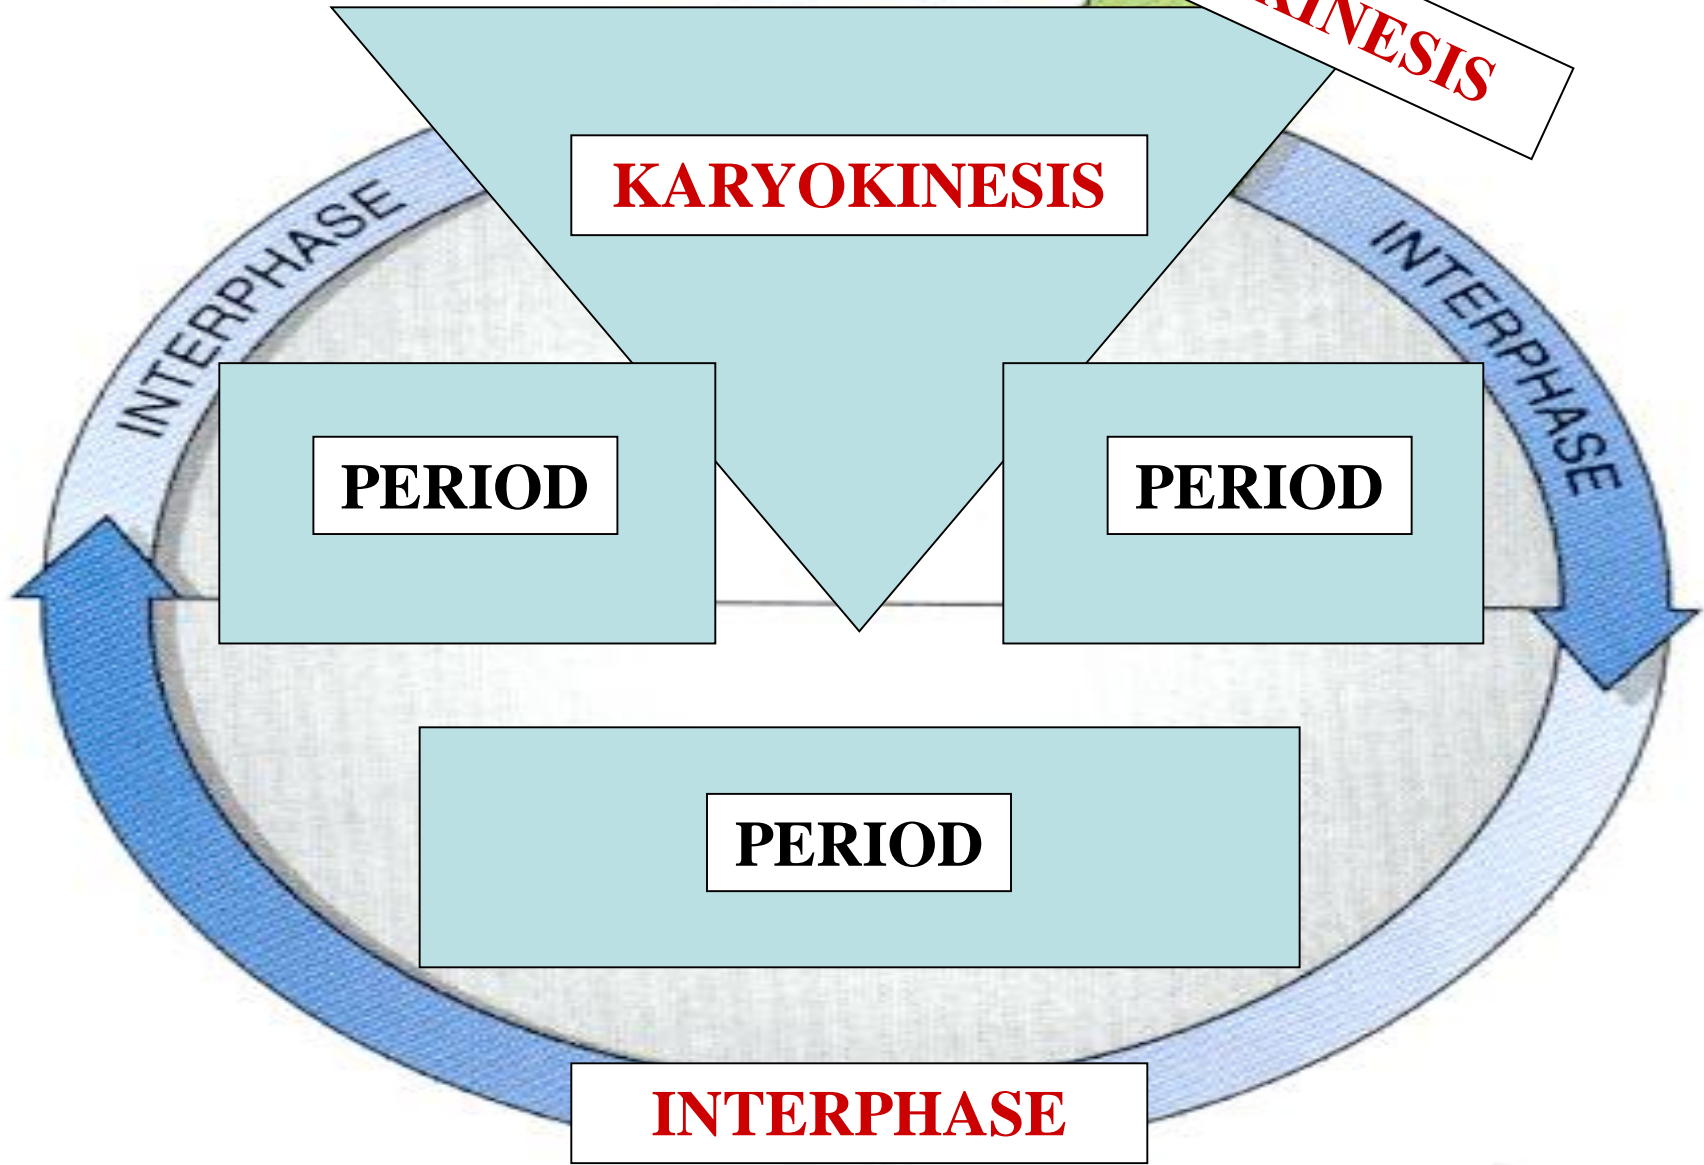 KINESIS
KARYOKINESIS
INTERPHASE
INTERPHASE
PERIOD
PERIOD
PERIOD
INTERPHASE